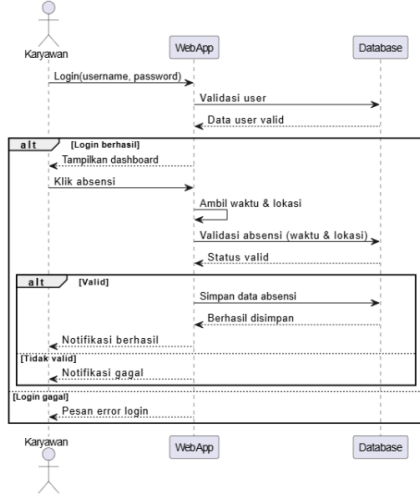 Karyawan
WebApp
Database
Login(username, password)
Validasi user
Data user valid
alt [Login berhasil]
Tampilkan dashboard
Klik absensi
Ambil waktu & lokasi
Validasi absensi (waktu & lokasi)
Status valid
alt [Valid]
Simpan data absensi
Berhasil disimpan
Notifikasi berhasil
[Tidak valid]
Notifikasi gagal
[Login gagal]
Pesan error login
Karyawan
WebApp
Database